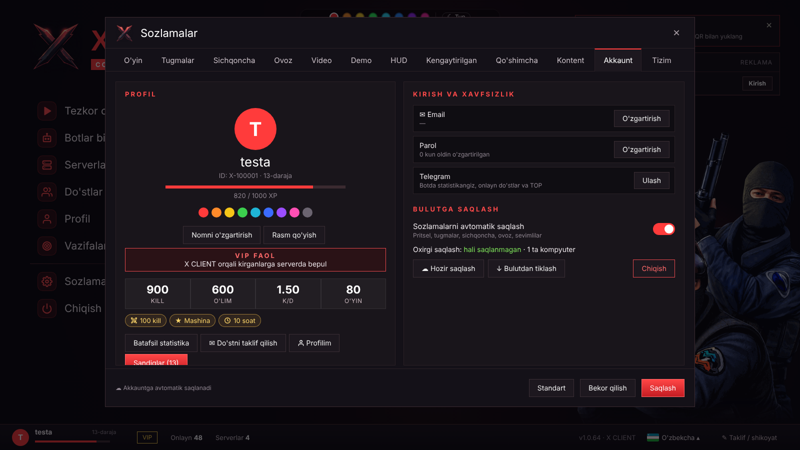 Sozlamalar
O'yin
Tugmalar
Sichqoncha
Ovoz
Video
Demo
HUD
Kengaytirilgan
Qo'shimcha
Kontent
Akkaunt
Tizim
PROFIL
T
testa
ID: X-100001 · 13-daraja
820 / 1000 XP
Nomni o'zgartirish
Rasm qo'yish
VIP FAOL
X CLIENT orqali kirganlarga serverda bepul
900
KILL
600
O'LIM
1.50
K/D
80
O'YIN
100 kill
Mashina
10 soat
Batafsil statistika
Do'stni taklif qilish
Profilim
Sandiqlar (13)
KIRISH VA XAVFSIZLIK
Email
—
O'zgartirish
Parol
0 kun oldin o'zgartirilgan
O'zgartirish
Telegram
Botda statistikangiz, onlayn do'stlar va TOP
Ulash
BULUTGA SAQLASH
Sozlamalarni avtomatik saqlash
Pritsel, tugmalar, sichqoncha, ovoz, sevimlilar
Oxirgi saqlash: hali saqlanmagan · 1 ta kompyuter
Hozir saqlash
Bulutdan tiklash
Chiqish
Akkauntga avtomatik saqlanadi
Standart
Bekor qilish
Saqlash
Tezkor
Botlar bi
Serverla
Do'stlar
Profil
Vazifala
Sozlama
Chiqish
QR bilan yuklang
REKLAMA
Kirish
T
testa
13-daraja
VIP
Onlayn 48
Serverlar 4
v1.0.64 · X CLIENT
O'zbekcha
Taklif / shikoyat